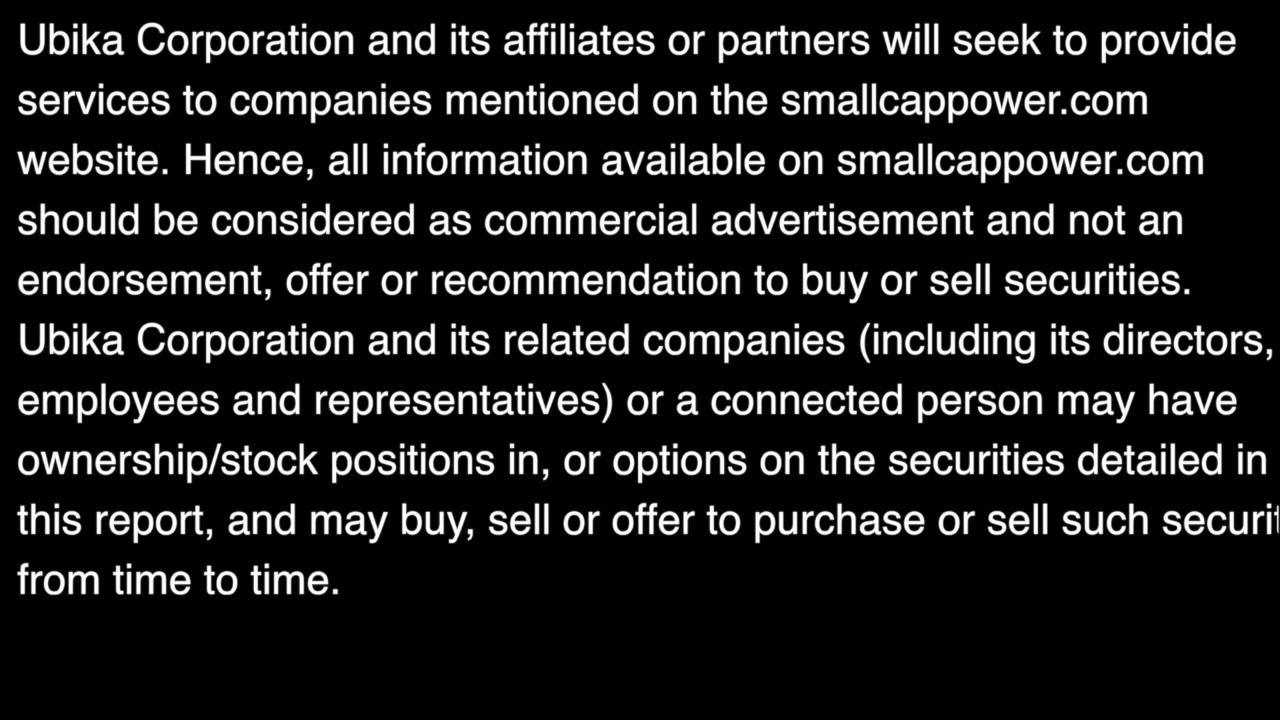 Ubika Corporation and its affiliates or partners will seek to provide
services to companies mentioned on the smallcappower.com
website. Hence, all information available on smallcappower.com
should be considered as commercial advertisement and not an
endorsement, offer or recommendation to buy or sell securities.
Ubika Corporation and its related companies (including its directors,
employees and representatives) or a connected person may have
ownership/stock positions in, or options on the securities detailed in
this report, and may buy, sell or offer to purchase or sell such securit
from time to time.